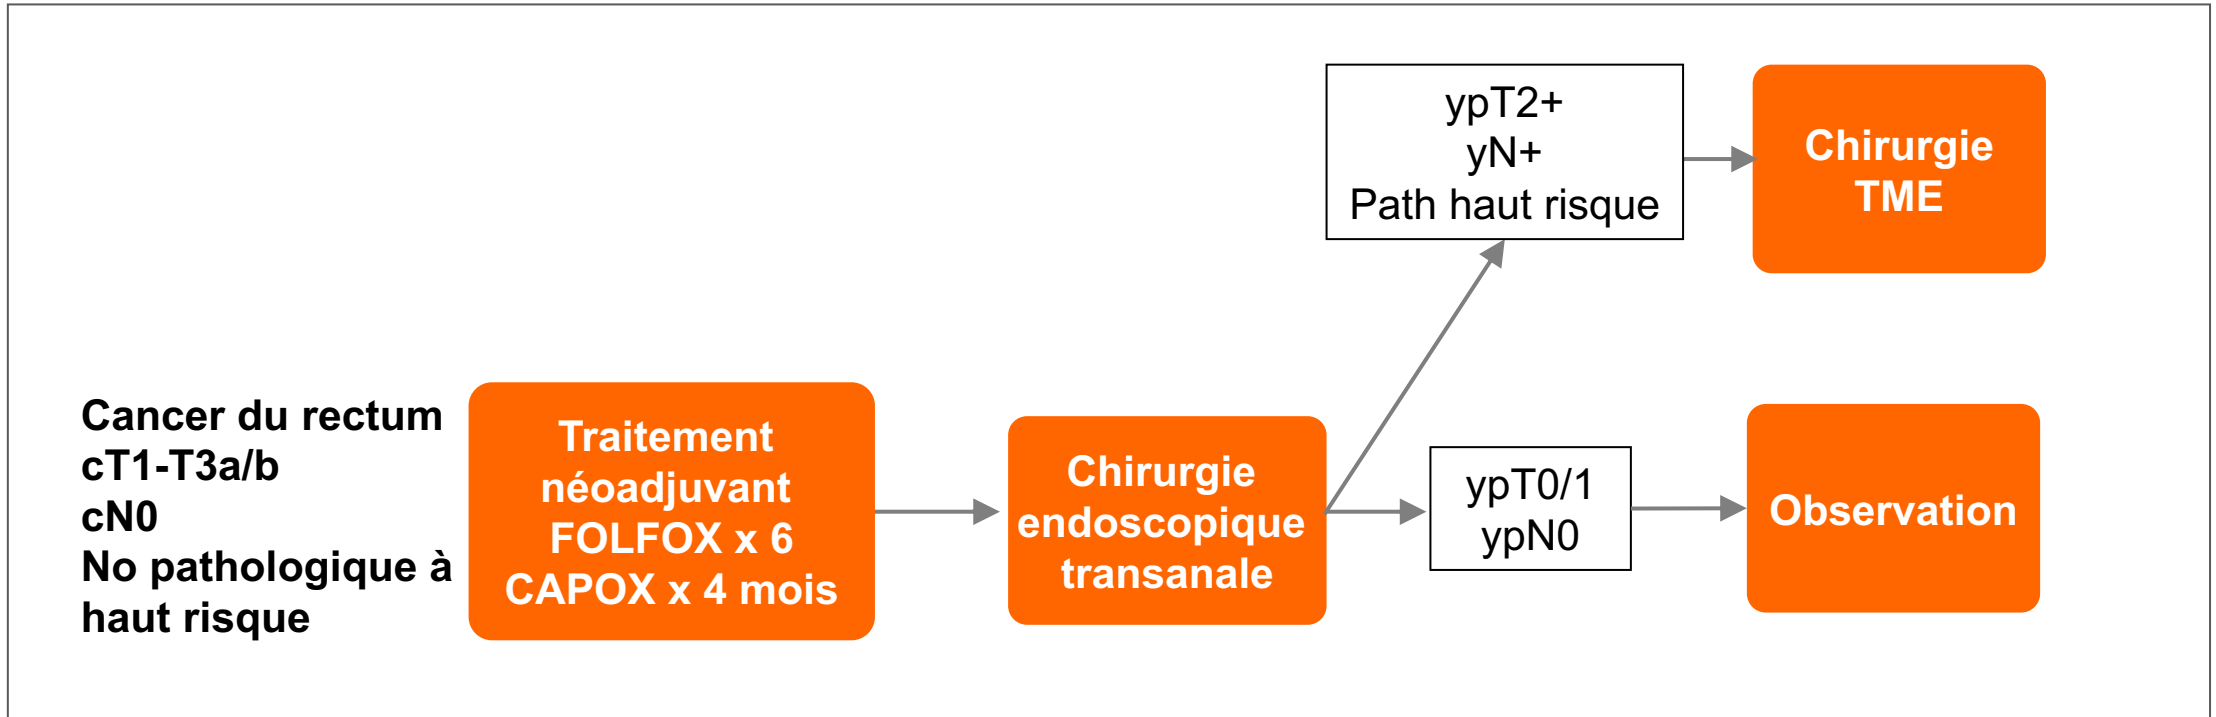 Cancer du rectum
cT1-T3a/b
cN0
No pathologique à
haut risque
Traitement
néoadjuvant
FOLFOX x 6
CAPOX x 4 mois
Chirurgie
endoscopique
transanale
ypT2+
yN+
Path haut risque
Chirurgie
TME
ypT0/1
ypN0
Observation